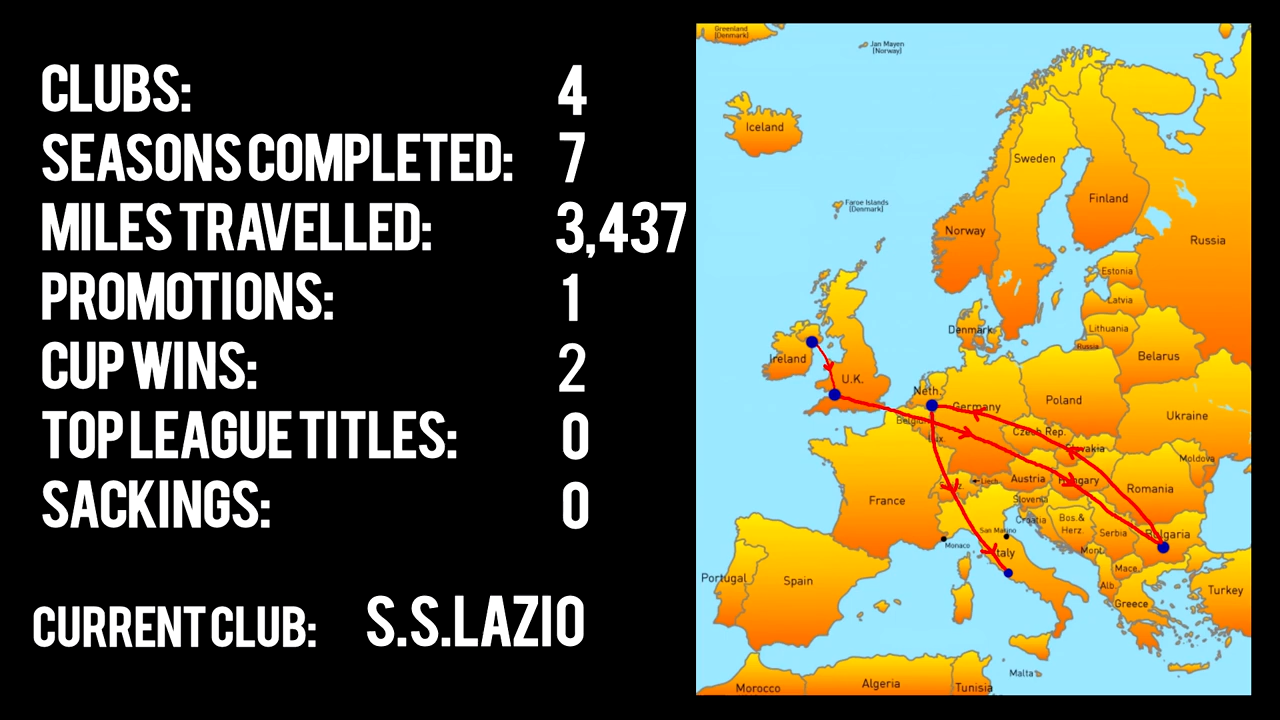 CLUBS: 4
SEASONS COMPLETED: 7
MILES TRAVELLED: 3,437
PROMOTIONS: 1
CUP WINS: 2
TOP LEAGUE TITLES: 0
SACKINGS: 0
CURRENT CLUB: S.S.LAZIO
Greenland
(Denmark)
Jan Mayen
(Norway)
Iceland
Sweden
Finland
Faroe Islands
(Denmark)
Norway
Russia
Estonia
Latvia
Denmark
Lithuania
Russia
Ireland
Belarus
U.K.
Neth.
Germany
Poland
Ukraine
Belgium
Lux.
Czech Rep.
Slovakia
Moldova
Austria
Hungary
Liech.
Romania
France
Slovenia
Croatia
Bos.&
Herz.
Serbia
San Marino
Bulgaria
Monaco
Italy
Mont.
Mace.
Portugal
Spain
Alb.
Greece
Turkey
Malta
Morocco
Algeria
Tunisia